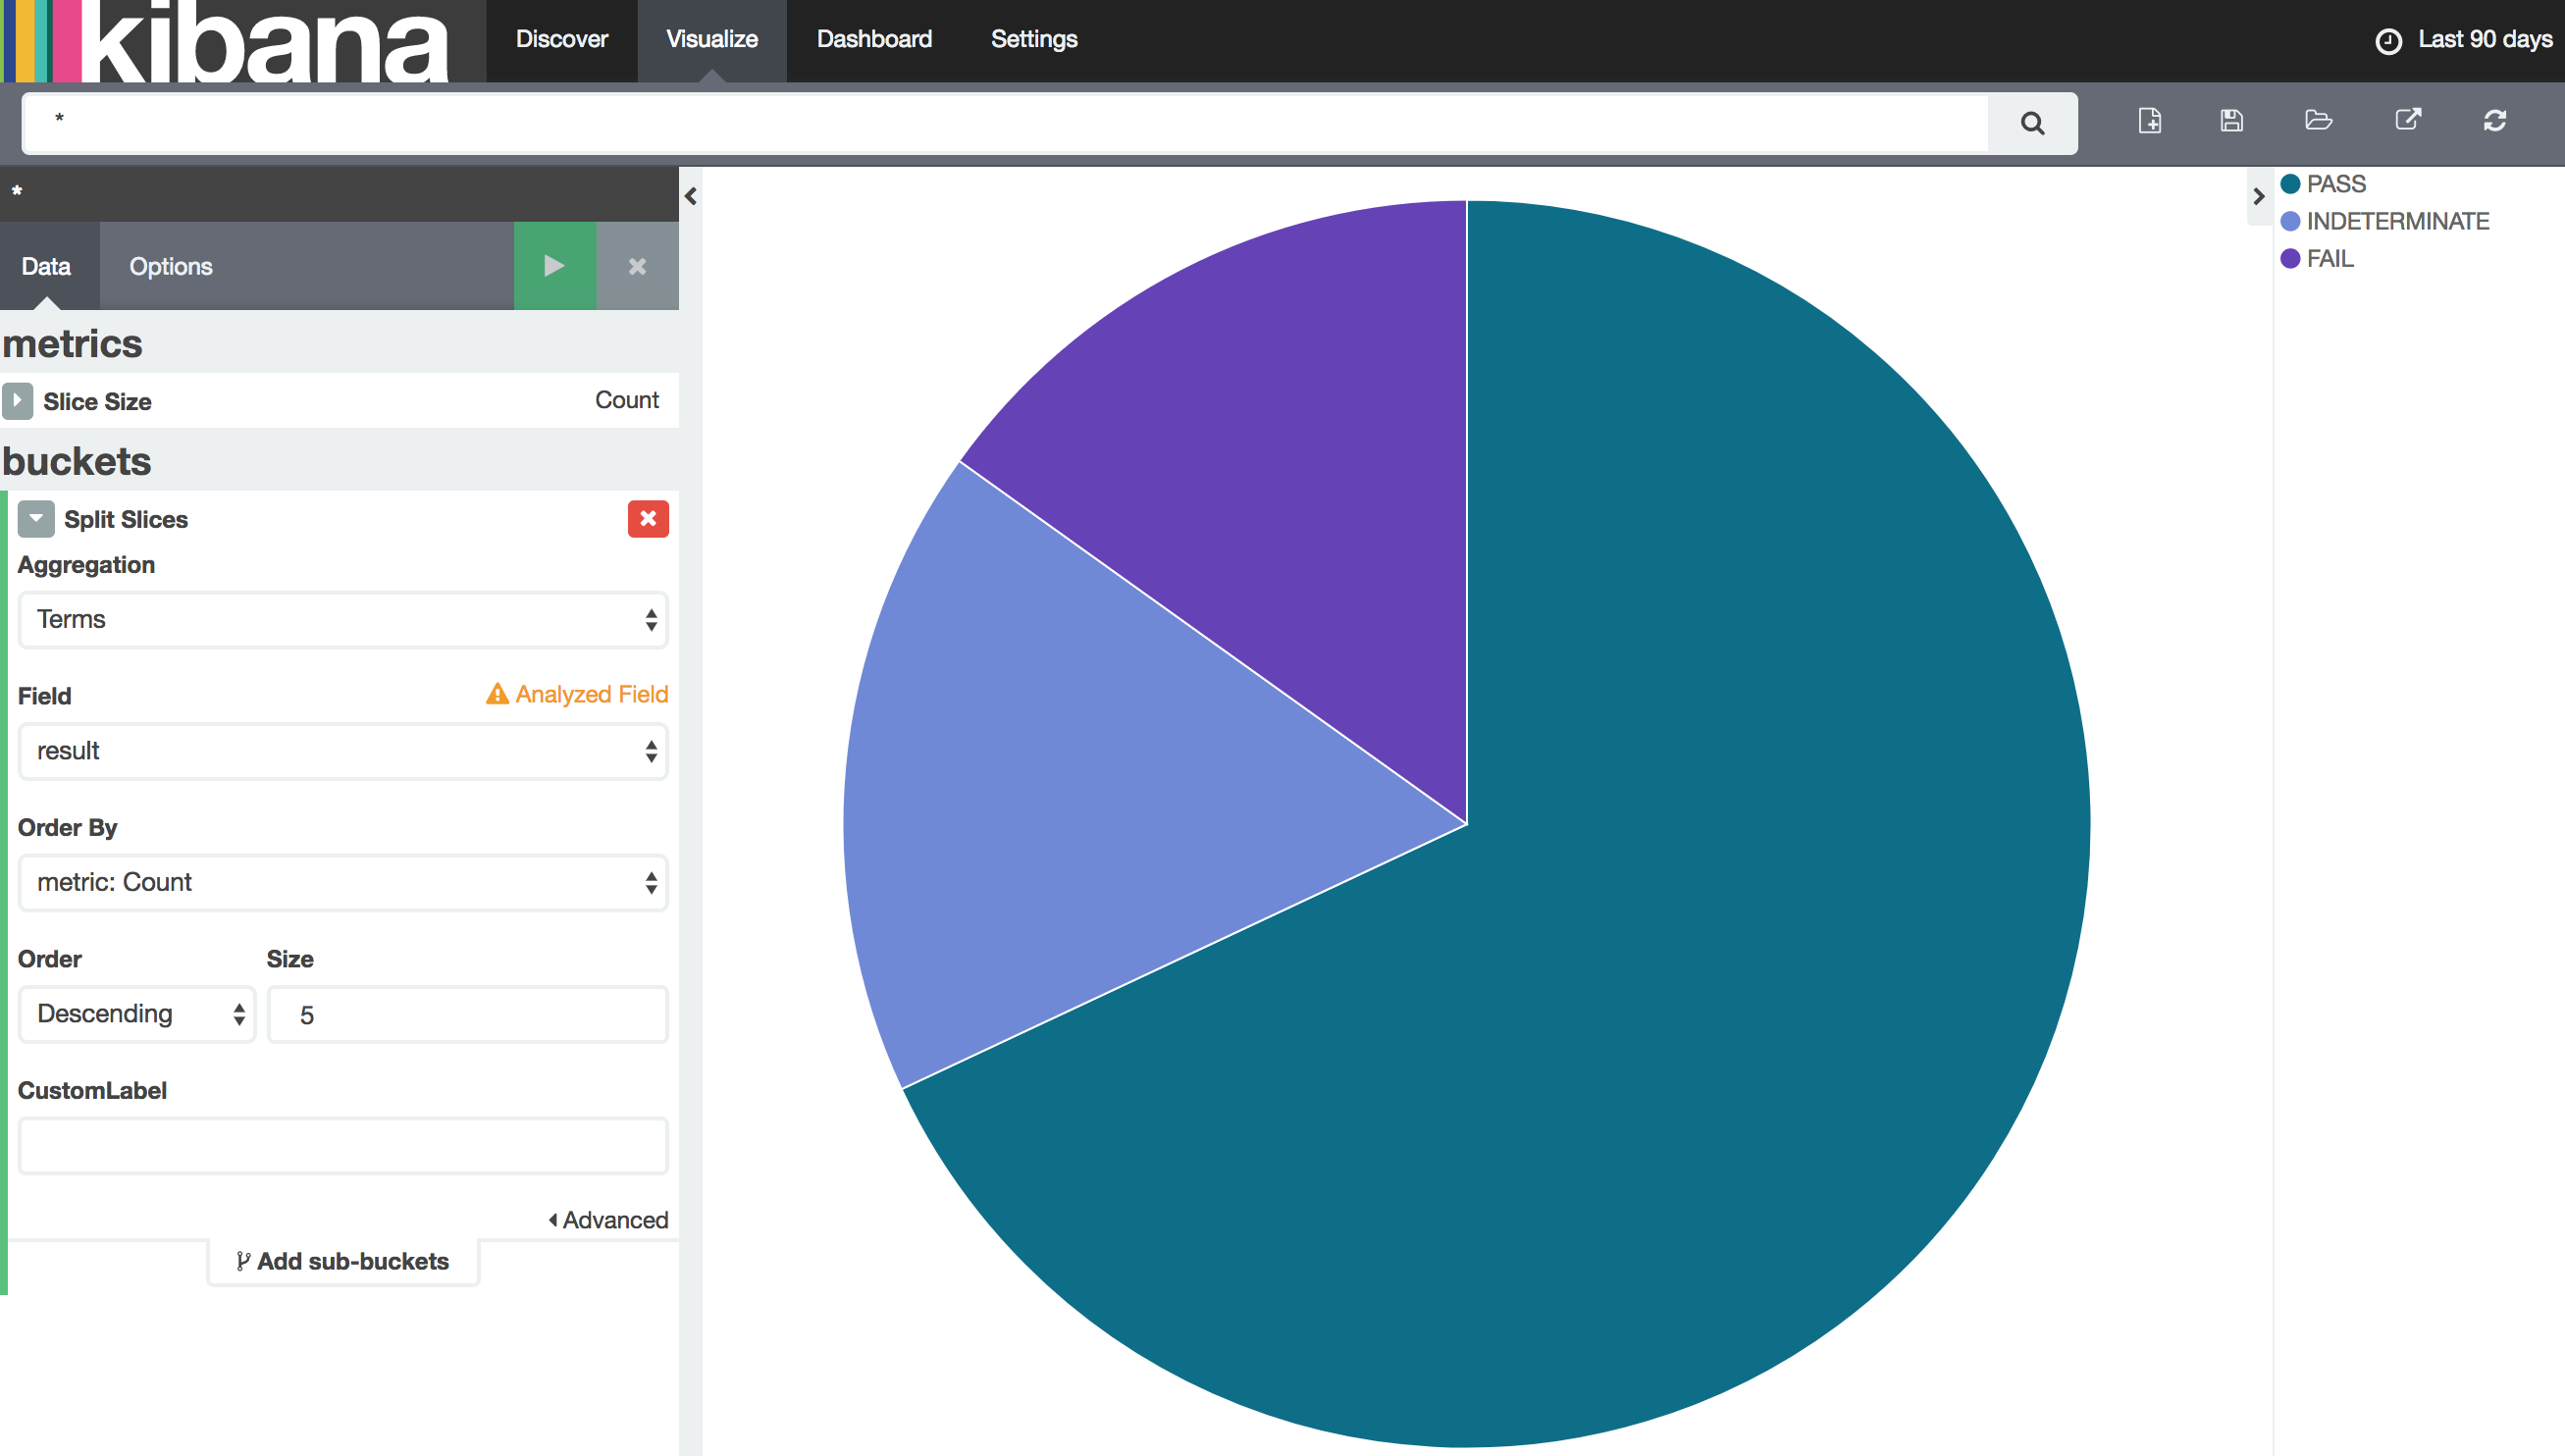 kibana
Discover Visualize Dashboard Settings Last 90 days
*
*
Data Options
metrics
Slice Size Count
buckets
Split Slices
Aggregation
Terms
Field Analyzed Field
result
Order By
metric: Count
Order Size
Descending 5
CustomLabel
Advanced
Add sub-buckets
PASS
INDETERMINATE
FAIL